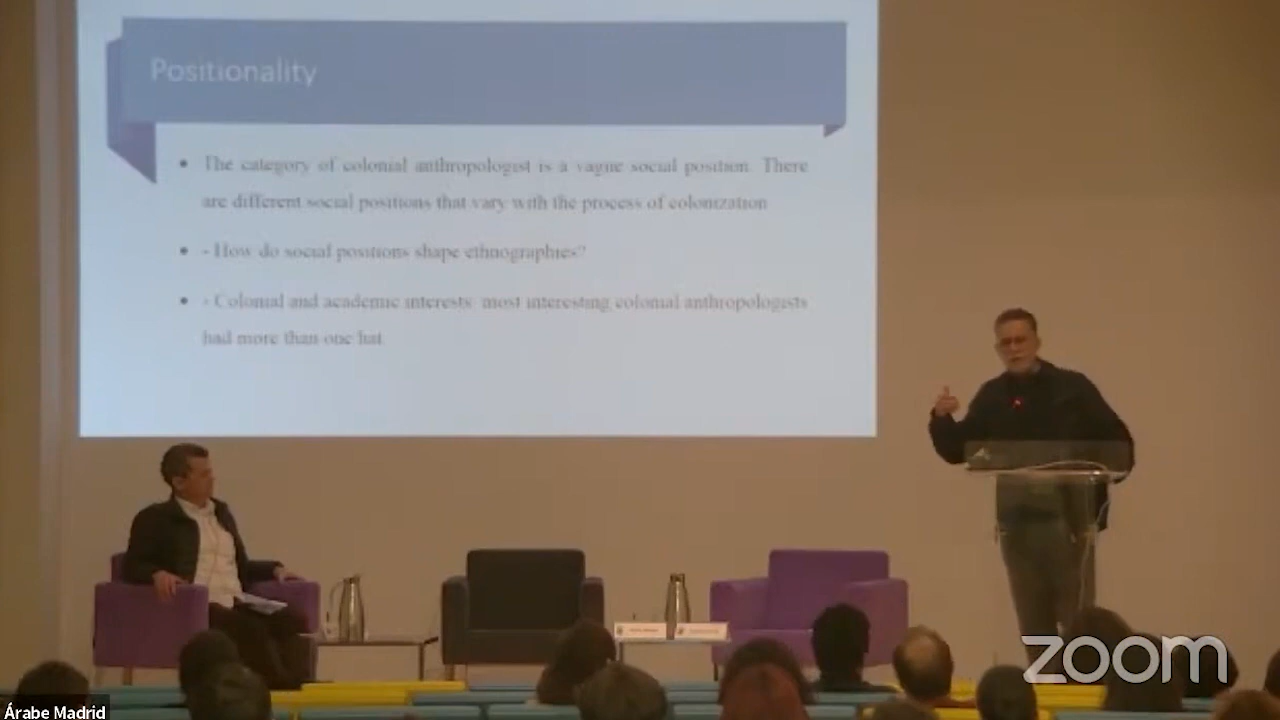 Positionality
• The category of colonial anthropologist is a vague social position. There
are different social positions that vary with the process of colonization
• - How do social positions shape ethnographies?
• - Colonial and academic interests: most interesting colonial anthropologists
had more than one hat
zoom
Árabe Madrid